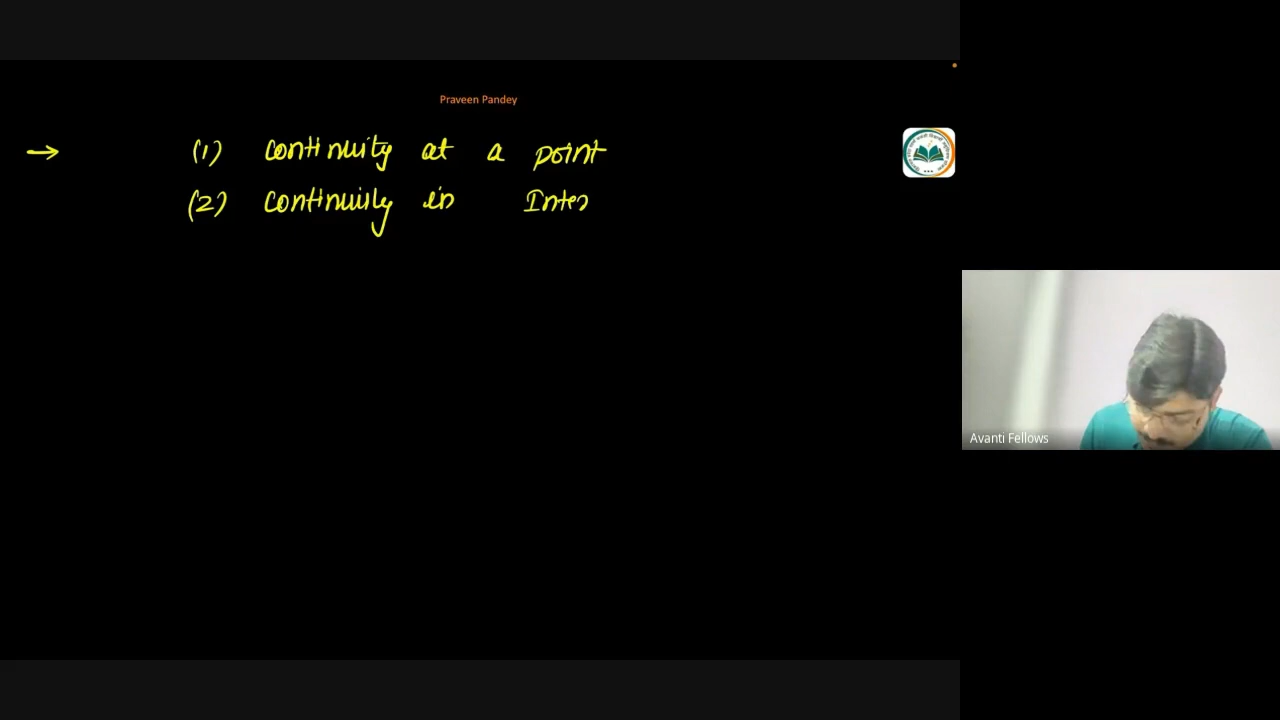 Praveen Pandey
→ (1) continuity at a point
(2) continuity in Inter
Avanti Fellows